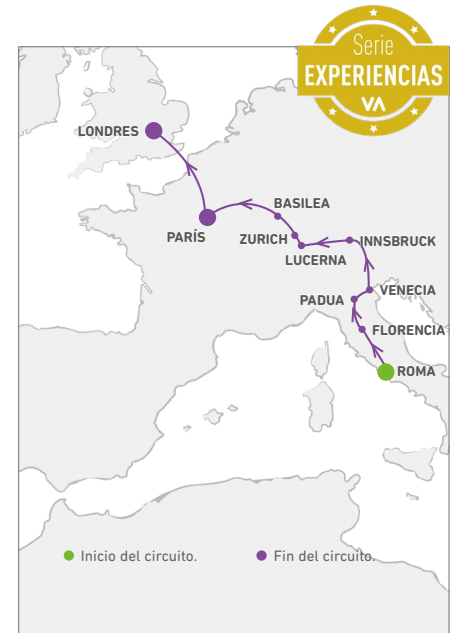 Serie
EXPERIENCIAS
VA
LONDRES
BASILEA
PARÍS
ZURICH
INNSBRUCK
LUCERNA
VENECIA
PADUA
FLORENCIA
ROMA
Inicio del circuito.
Fin del circuito.